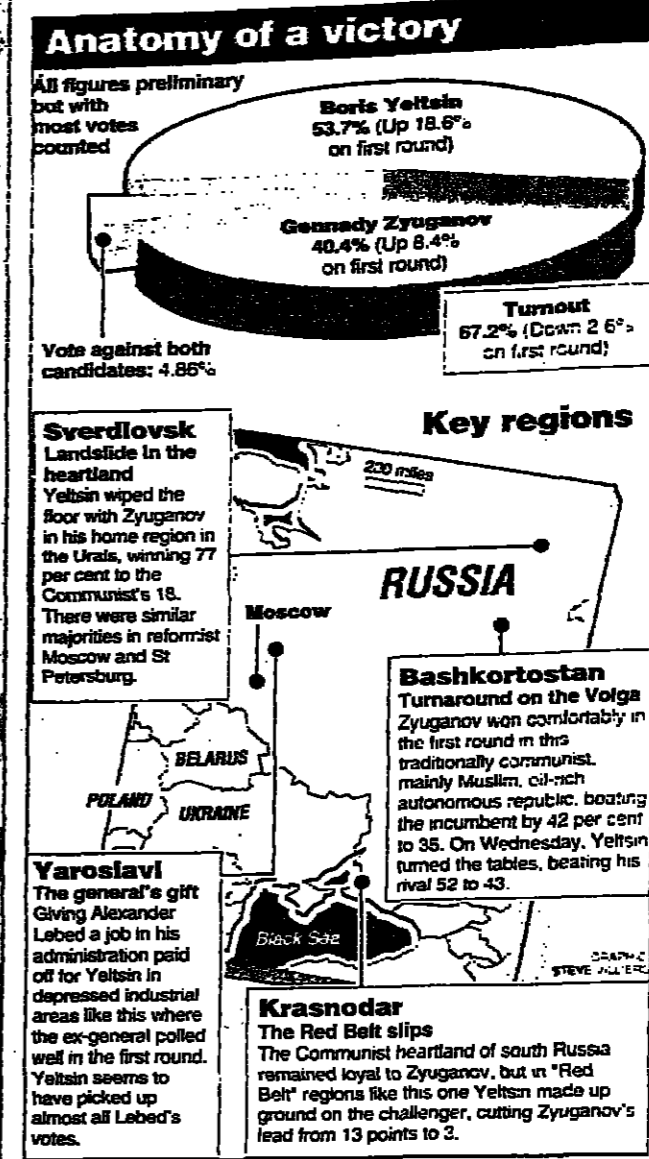 Anatomy of a victory
All figures preliminary
but with
most votes
counted
Boris Yeltsin
53.7% (Up 18.6%
on first round)
Gennady Zyuganov
40.4% (Up 8.4%
on first round)
Turnout
67.2% (Down 2.6%
on first round)
Vote against both
candidates: 4.86%
Key regions
Sverdlovsk
Landslide in the
heartland
Yeltsin wiped the
floor with Zyuganov
in his home region in
the Urals, winning 77
per cent to the
Communist's 18.
There were similar
majorities in reformist
Moscow and St
Petersburg.
200 miles
RUSSIA
Moscow
BELARUS
POLAND
UKRAINE
Black Sea
Bashkortostan
Turnaround on the Volga
Zyuganov won comfortably in
the first round in this
traditionally communist,
mainly Muslim, oil-rich
autonomous republic, beating
the incumbent by 42 per cent
to 35. On Wednesday, Yeltsin
turned the tables, beating his
rival 52 to 43.
Yaroslavl
The general's gift
Giving Alexander
Lebed a job in his
administration paid
off for Yeltsin in
depressed industrial
areas like this where
the ex-general polled
well in the first round.
Yeltsin seems to
have picked up
almost all Lebed's
votes.
GRAPHIC
STEVE
Krasnodar
The Red Belt slips
The Communist heartland of south Russia
remained loyal to Zyuganov, but in "Red
Belt" regions like this one Yeltsin made up
ground on the challenger, cutting Zyuganov's
lead from 13 points to 3.